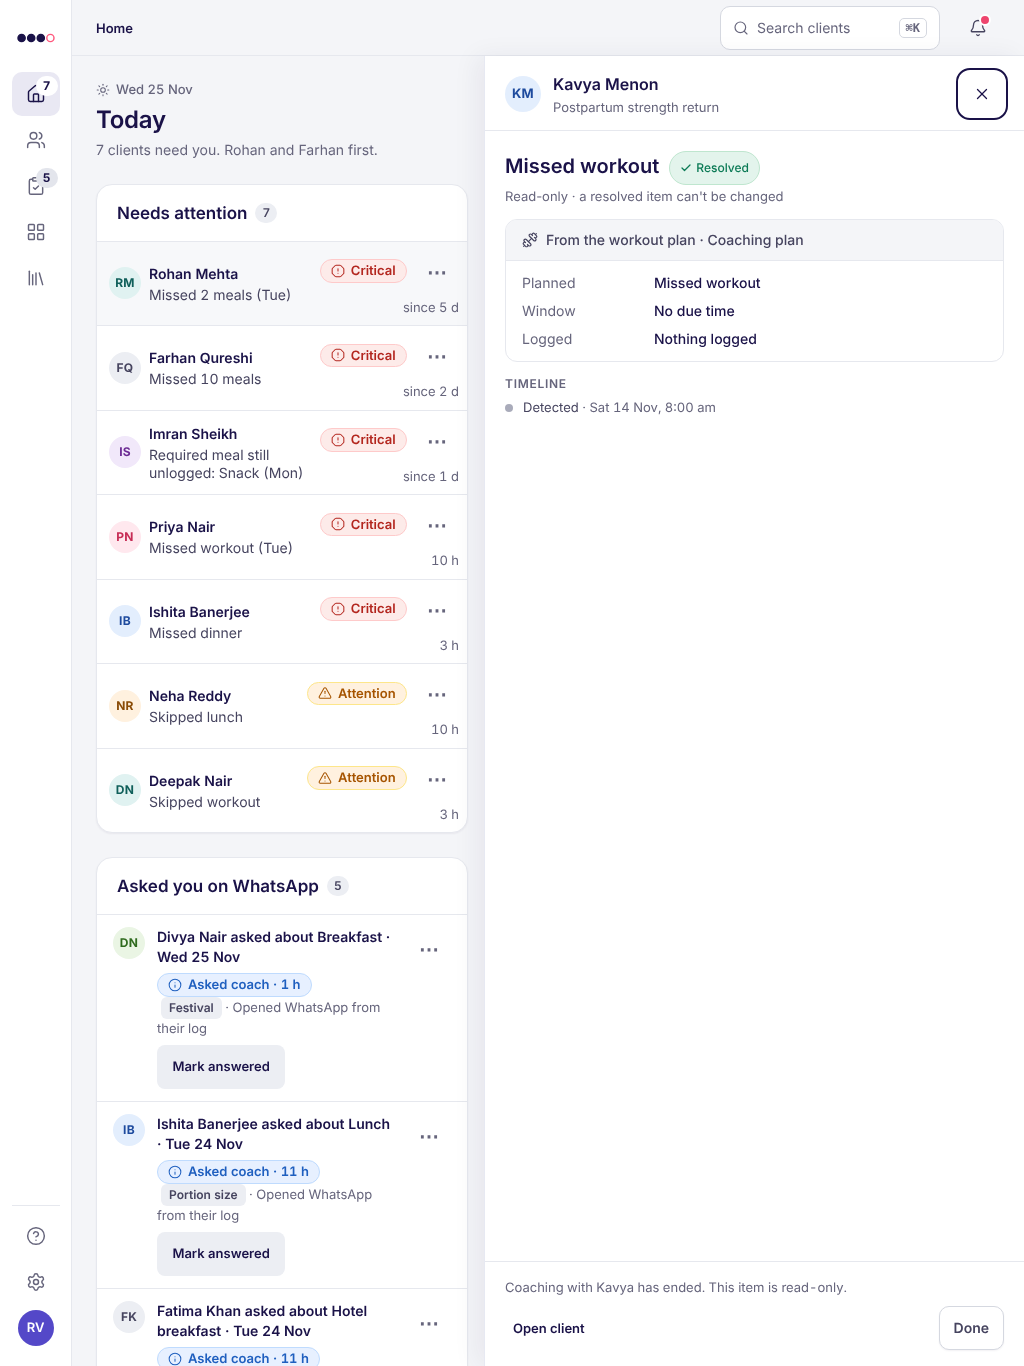 Home
Search clients
⌘K
7
5
Wed 25 Nov
Today
7 clients need you. Rohan and Farhan first.
Needs attention 7
RM
Rohan Mehta
Missed 2 meals (Tue)
Critical
since 5 d
FQ
Farhan Qureshi
Missed 10 meals
Critical
since 2 d
IS
Imran Sheikh
Required meal still
unlogged: Snack (Mon)
Critical
since 1 d
PN
Priya Nair
Missed workout (Tue)
Critical
10 h
IB
Ishita Banerjee
Missed dinner
Critical
3 h
NR
Neha Reddy
Skipped lunch
Attention
10 h
DN
Deepak Nair
Skipped workout
Attention
3 h
Asked you on WhatsApp 5
DN
Divya Nair asked about Breakfast ·
Wed 25 Nov
Asked coach · 1 h
Festival · Opened WhatsApp from
their log
Mark answered
IB
Ishita Banerjee asked about Lunch
· Tue 24 Nov
Asked coach · 11 h
Portion size · Opened WhatsApp
from their log
Mark answered
FK
Fatima Khan asked about Hotel
breakfast · Tue 24 Nov
Asked coach · 11 h
RV
KM
Kavya Menon
Postpartum strength return
Missed workout
Resolved
Read-only · a resolved item can't be changed
From the workout plan · Coaching plan
Planned Missed workout
Window No due time
Logged Nothing logged
TIMELINE
Detected · Sat 14 Nov, 8:00 am
Coaching with Kavya has ended. This item is read-only.
Open client
Done